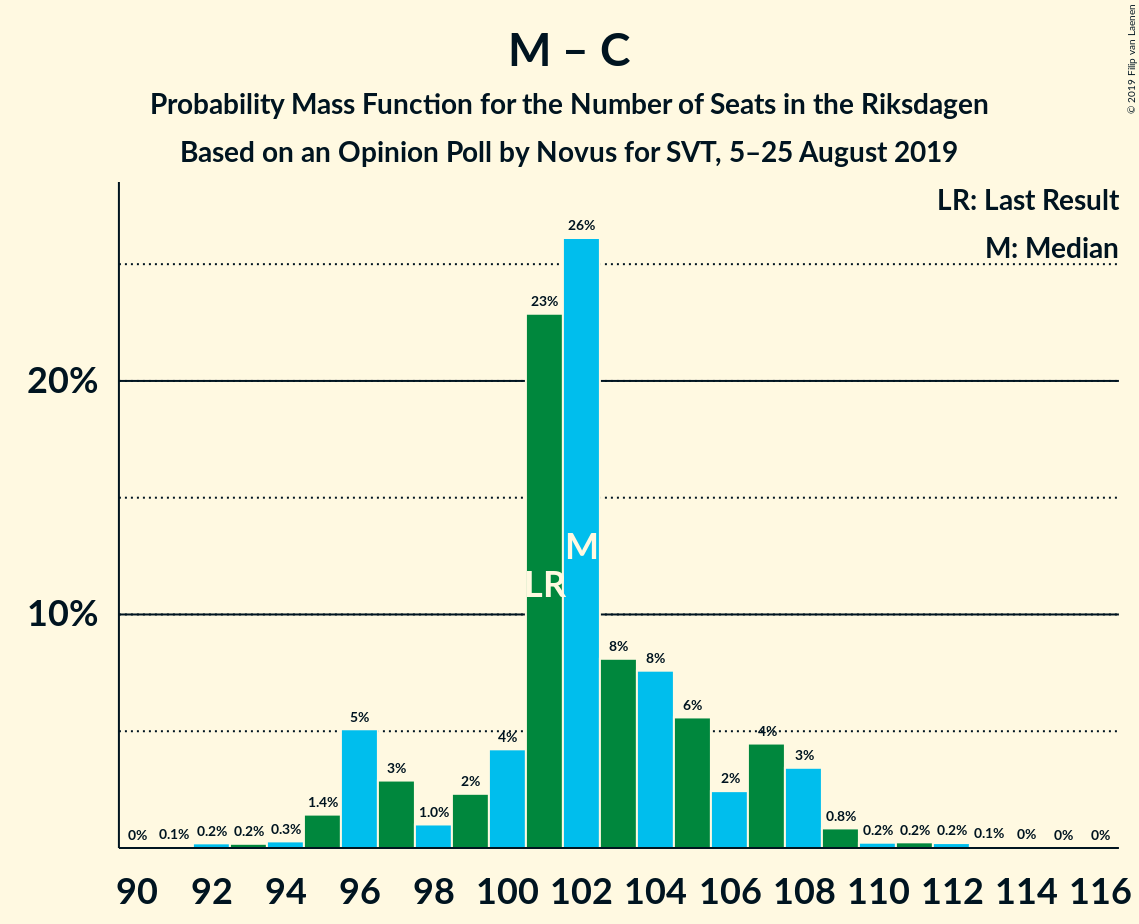 © 2019 Filip van Laenen
M – C
Probability Mass Function for the Number of Seats in the Riksdagen
Based on an Opinion Poll by Novus for SVT, 5–25 August 2019
LR: Last Result
M: Median
20%
10%
0% 0.1% 0.2% 0.2% 0.3% 1.4% 5% 3% 1.0% 2% 4% 23% 26% 8% 8% 6% 2% 4% 3% 0.8% 0.2% 0.2% 0.2% 0.1% 0% 0% 0%
M
LR
90 92 94 96 98 100 102 104 106 108 110 112 114 116